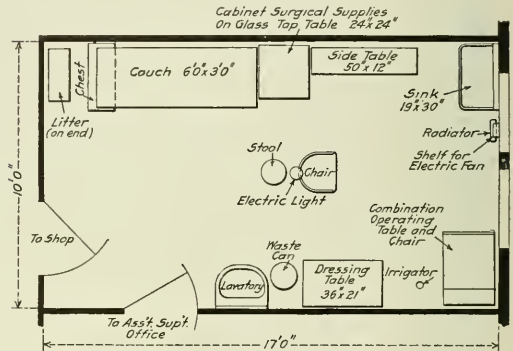 Cabinet Surgical Supplies
On Glass Top Table 24"x24"
Chest
Couch 6'0"x3'0"
Side Table
50"x12"
Sink
19"x30"
Litter
(on end)
Radiator
Shelf for
Electric Fan
Stool
Chair
Electric Light
10'0"
Combination
Operating
Table and
Chair
To Shop
Waste
Can
Lavatory
Dressing
Table
36"x21"
Irrigator
To Ass't. Sup't.
Office
17'0"